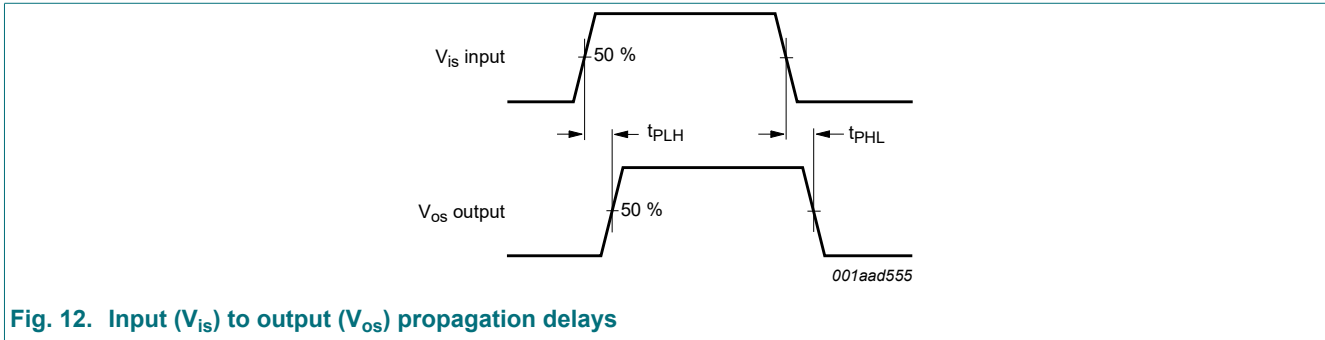 V_is input
50 %
t_PLH
t_PHL
V_os output
50 %
001aad555
Fig. 12. Input (V_is) to output (V_os) propagation delays